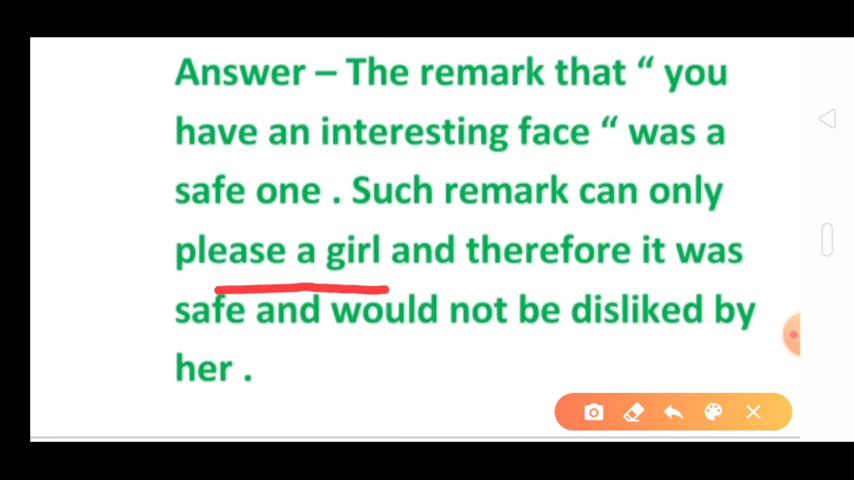 Answer – The remark that “ you
have an interesting face “ was a
safe one . Such remark can only
please a girl and therefore it was
safe and would not be disliked by
her .